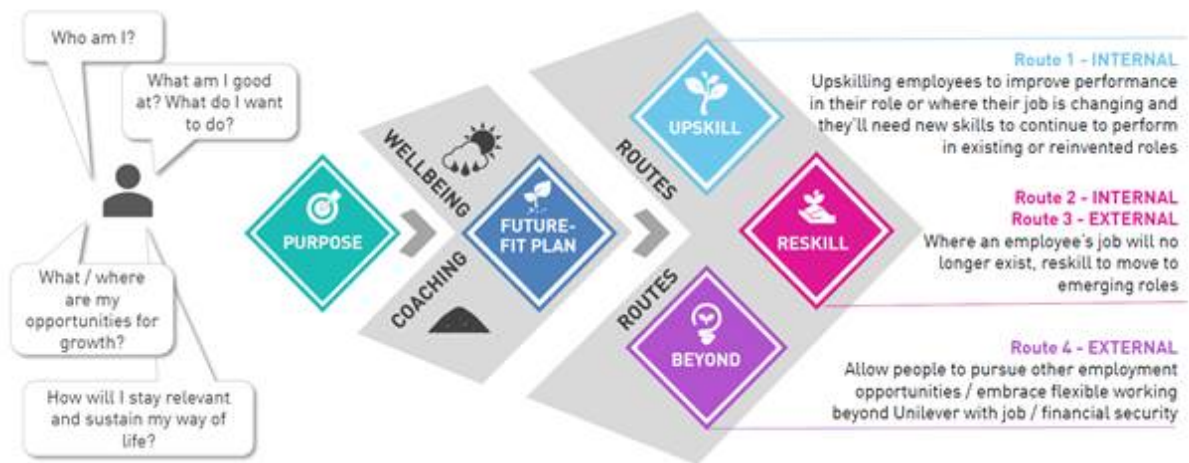 Who am I?
What am I good
at? What do I want
to do?
What / where
are my
opportunities for
growth?
How will I stay relevant
and sustain my way of
life?
PURPOSE
WELLBEING
COACHING
FUTURE-
FIT PLAN
ROUTES
ROUTES
UPSKILL
RESKILL
BEYOND
Route 1 - INTERNAL
Upskilling employees to improve performance
in their role or where their job is changing and
they'll need new skills to continue to perform
in existing or reinvented roles
Route 2 - INTERNAL
Route 3 - EXTERNAL
Where an employee's job will no
longer exist, reskill to move to
emerging roles
Route 4 - EXTERNAL
Allow people to pursue other employment
opportunities / embrace flexible working
beyond Unilever with job / financial security